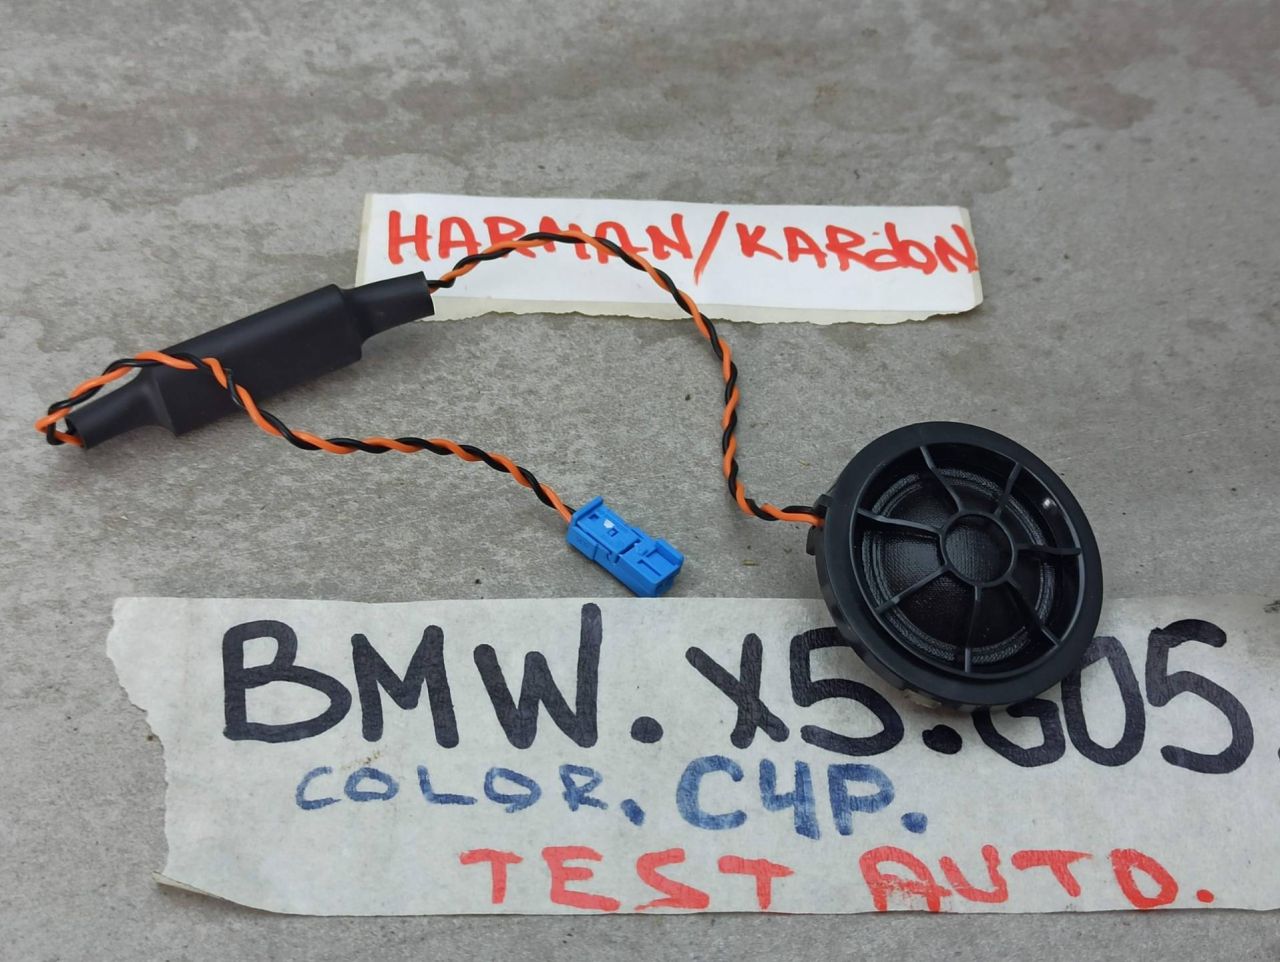 HARMAN/KARdON
BMW. X5. G05.
COLOR. C4P.
TEST AUTO.